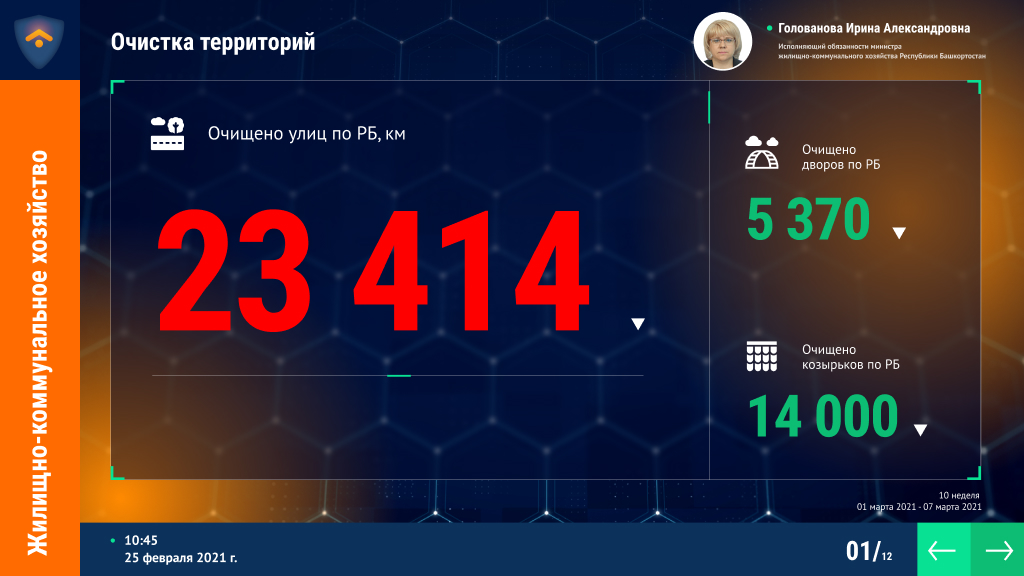 Очистка территорий
Голованова Ирина Александровна
Исполняющий обязанности министра
жилищно-коммунального хозяйства Республики Башкортостан
Жилищно-коммунальное хозяйство
Очищено улиц по РБ, км
23 414
Очищено
дворов по РБ
5 370
Очищено
козырьков по РБ
14 000
10 неделя
01 марта 2021 - 07 марта 2021
10:45
25 февраля 2021 г.
01/12